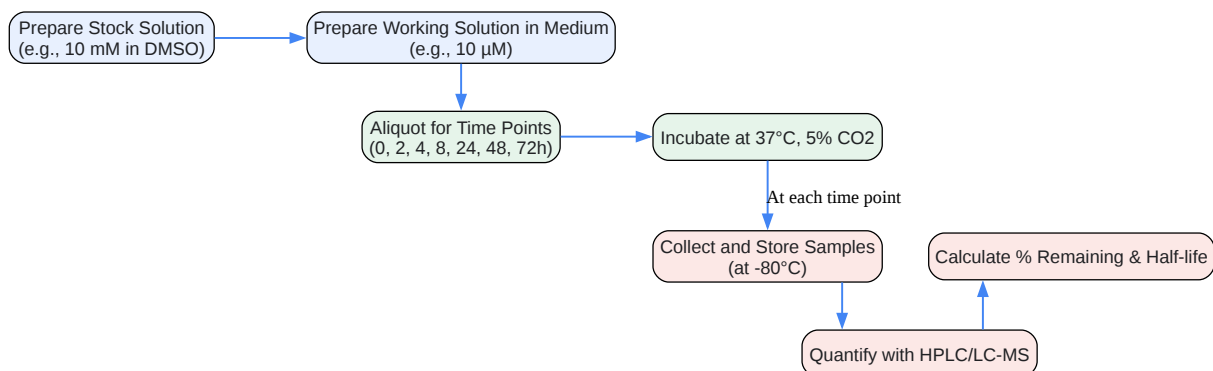 Prepare Stock Solution
(e.g., 10 mM in DMSO)
Prepare Working Solution in Medium
(e.g., 10 µM)
Aliquot for Time Points
(0, 2, 4, 8, 24, 48, 72h)
Incubate at 37°C, 5% CO2
At each time point
Collect and Store Samples
(at -80°C)
Quantify with HPLC/LC-MS
Calculate % Remaining & Half-life